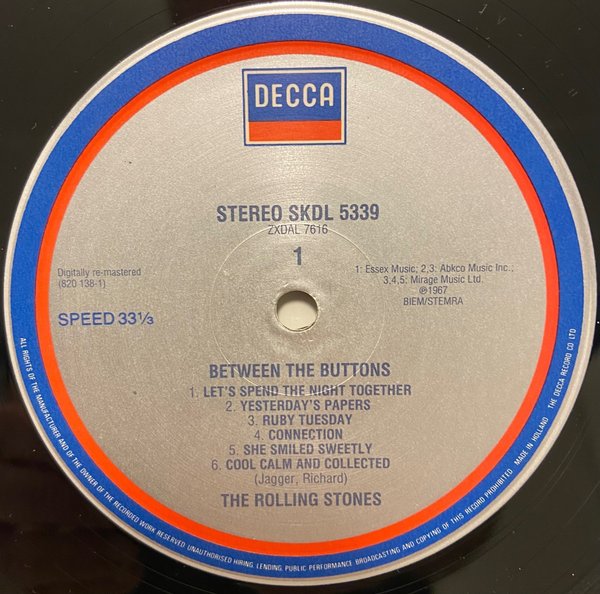 DECCA
STEREO SKDL 5339
ZXDAL 7616
1
Digitally re-mastered
(820 138-1)
SPEED 33⅓
1: Essex Music; 2,3: Abkco Music Inc.;
3,4,5: Mirage Music Ltd.
℗1967
BIEM/STEMRA
BETWEEN THE BUTTONS
1. LET'S SPEND THE NIGHT TOGETHER
2. YESTERDAY'S PAPERS
3. RUBY TUESDAY
4. CONNECTION
5. SHE SMILED SWEETLY
6. COOL CALM AND COLLECTED
(Jagger, Richard)
THE ROLLING STONES
ALL RIGHTS OF THE MANUFACTURER AND OF THE OWNER OF THE RECORDED WORK RESERVED. UNAUTHORISED HIRING, LENDING, PUBLIC PERFORMANCE, BROADCASTING AND COPYING OF THIS RECORD PROHIBITED. MADE IN HOLLAND THE DECCA RECORD CO LTD